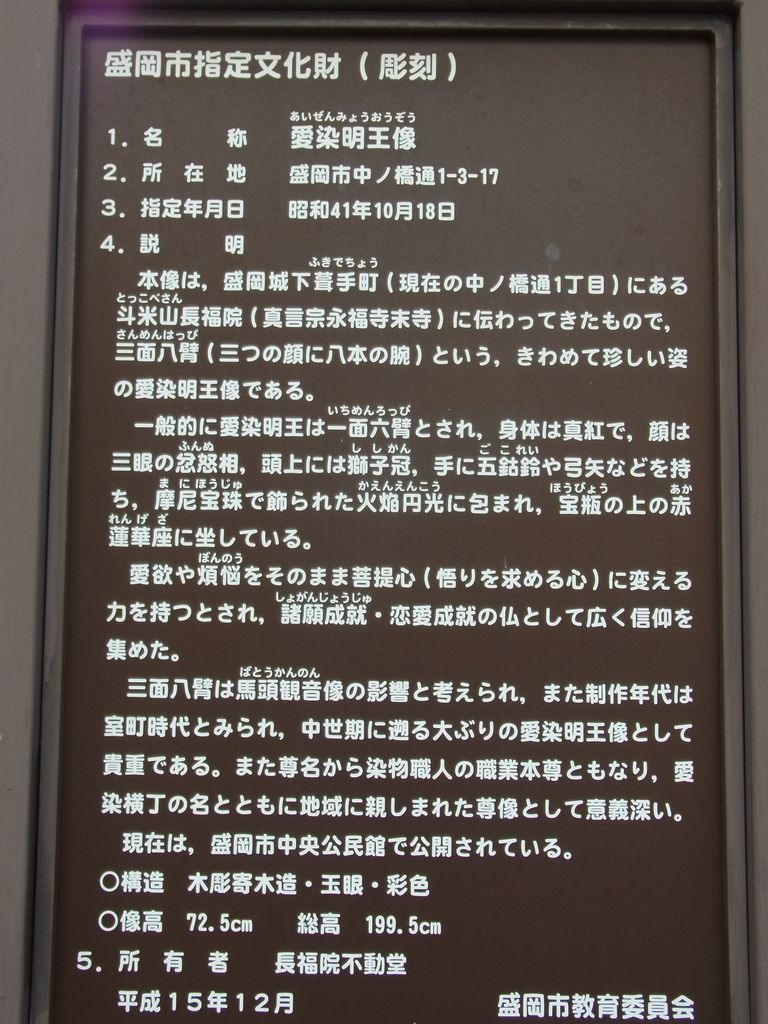 盛岡市指定文化財（彫刻）
あいぜんみょうおうぞう
1．名　　称　愛染明王像
2．所 在 地　盛岡市中ノ橋通1-3-17
3．指定年月日　昭和41年10月18日
4．説　　明
ふきでちょう
本像は，盛岡城下葺手町（現在の中ノ橋通1丁目）にある
とっこべさん
斗米山長福院（真言宗永福寺末寺）に伝わってきたもので，
さんめんはっぴ
三面八臂（三つの顔に八本の腕）という，きわめて珍しい姿
の愛染明王像である。
いちめんろっぴ
一般的に愛染明王は一面六臂とされ，身体は真紅で，顔は
ふんぬ　ししかん　ごこれい
三眼の忿怒相，頭上には獅子冠，手に五鈷鈴や弓矢などを持
まにほうじゅ　かえんえんこう　ほうびょう　あか
ち，摩尼宝珠で飾られた火焔円光に包まれ，宝瓶の上の赤
れんげざ
蓮華座に坐している。
ぼんのう
愛欲や煩悩をそのまま菩提心（悟りを求める心）に変える
しょがんじょうじゅ
力を持つとされ，諸願成就・恋愛成就の仏として広く信仰を
集めた。
ばとうかんのん
三面八臂は馬頭観音像の影響と考えられ，また制作年代は
室町時代とみられ，中世期に遡る大ぶりの愛染明王像として
貴重である。また尊名から染物職人の職業本尊ともなり，愛
染横丁の名とともに地域に親しまれた尊像として意義深い。
現在は，盛岡市中央公民館で公開されている。
○構造　木彫寄木造・玉眼・彩色
○像高　72.5cm　総高　199.5cm
5．所 有 者　長福院不動堂
平成15年12月　盛岡市教育委員会